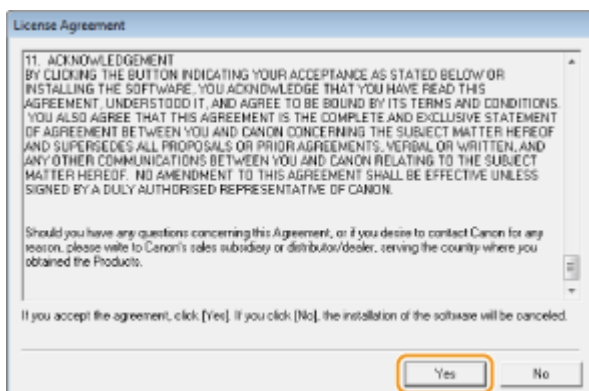 License Agreement
11. ACKNOWLEDGEMENT
BY CLICKING THE BUTTON INDICATING YOUR ACCEPTANCE AS STATED BELOW OR
INSTALLING THE SOFTWARE, YOU ACKNOWLEDGE THAT YOU HAVE READ THIS
AGREEMENT, UNDERSTOOD IT, AND AGREE TO BE BOUND BY ITS TERMS AND CONDITIONS.
YOU ALSO AGREE THAT THIS AGREEMENT IS THE COMPLETE AND EXCLUSIVE STATEMENT
OF AGREEMENT BETWEEN YOU AND CANON CONCERNING THE SUBJECT MATTER HEREOF
AND SUPERSEDES ALL PROPOSALS OR PRIOR AGREEMENTS, VERBAL OR WRITTEN, AND
ANY OTHER COMMUNICATIONS BETWEEN YOU AND CANON RELATING TO THE SUBJECT
MATTER HEREOF. NO AMENDMENT TO THIS AGREEMENT SHALL BE EFFECTIVE UNLESS
SIGNED BY A DULY AUTHORISED REPRESENTATIVE OF CANON.
Should you have any questions concerning this Agreement, or if you desire to contact Canon for any
reason, please write to Canon's sales subsidiary or distributor/dealer, serving the country where you
obtained the Products.
If you accept the agreement, click [Yes]. If you click [No], the installation of the software will be canceled.
Yes
No